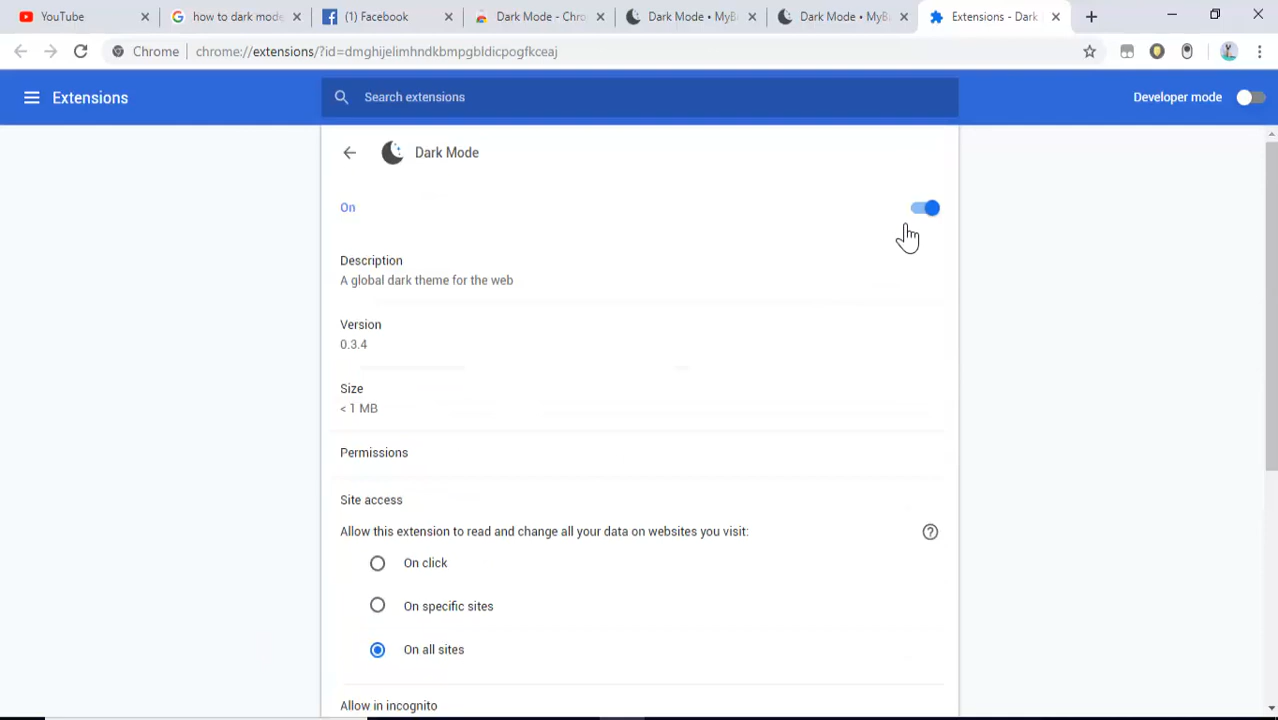 YouTube
how to dark mode
(1) Facebook
Dark Mode - Chro
Dark Mode • MyBr
Dark Mode • MyBr
Extensions - Dark
Chrome
chrome://extensions/?id=dmghijelimhndkbmpgbldicpogfkceaj
Extensions
Search extensions
Developer mode
Dark Mode
On
Description
A global dark theme for the web
Version
0.3.4
Size
< 1 MB
Permissions
Site access
Allow this extension to read and change all your data on websites you visit:
On click
On specific sites
On all sites
Allow in incognito